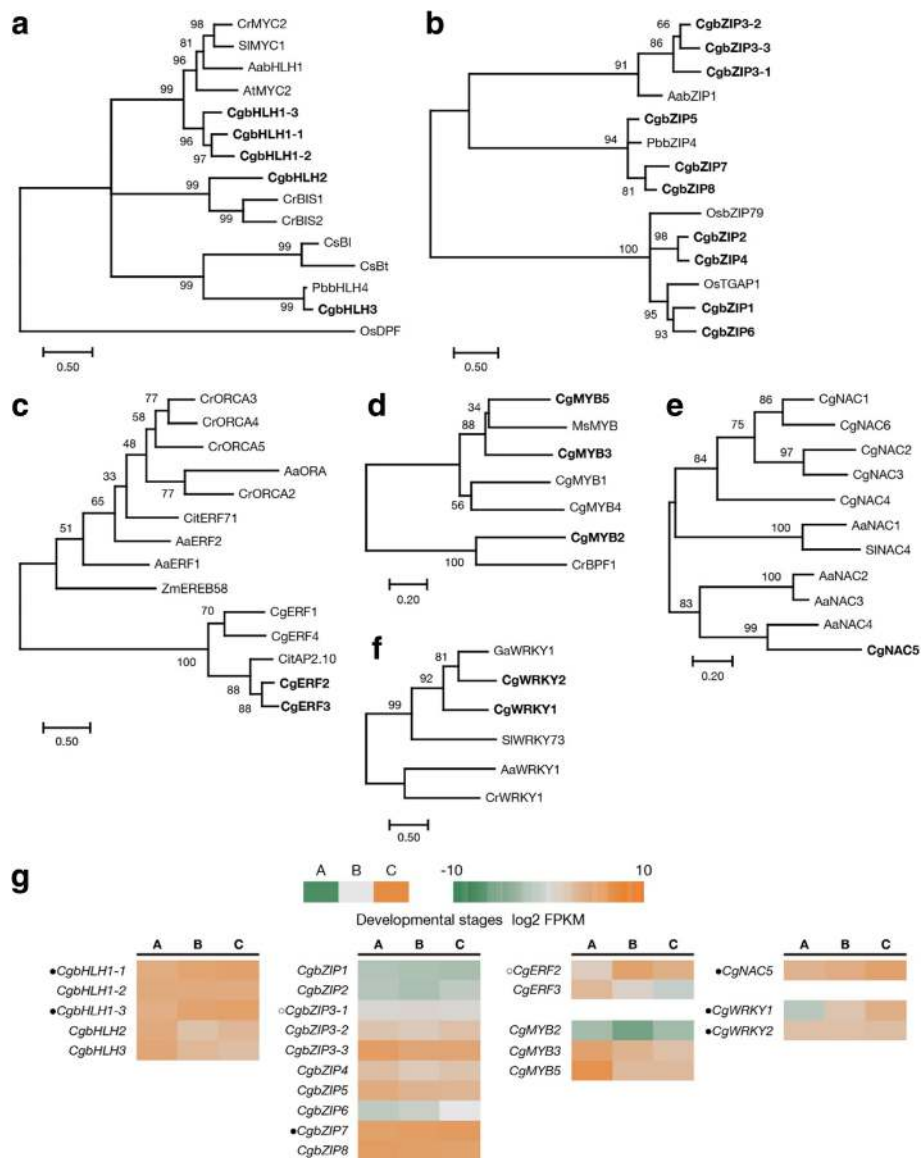 a
98
CrMYC2
81
SlMYC1
96
AabHLH1
99
AtMYC2
CgbHLH1-3
96
CgbHLH1-1
97
CgbHLH1-2
CgbHLH2
99
CrBIS1
99
CrBIS2
99
CsBl
CsBt
99
PbbHLH4
99
CgbHLH3
OsDPF
0.50
b
66
CgbZIP3-2
86
CgbZIP3-3
91
CgbZIP3-1
AabZIP1
CgbZIP5
94
PbbZIP4
CgbZIP7
81
CgbZIP8
OsbZIP79
98
CgbZIP2
100
CgbZIP4
OsTGAP1
95
CgbZIP1
93
CgbZIP6
0.50
c
77
CrORCA3
58
CrORCA4
48
CrORCA5
33
AaORA
77
CrORCA2
65
CitERF71
51
AaERF2
AaERF1
ZmEREB58
70
CgERF1
CgERF4
100
CitAP2.10
88
CgERF2
88
CgERF3
0.50
d
34
CgMYB5
88
MsMYB
CgMYB3
CgMYB1
56
CgMYB4
CgMYB2
100
CrBPF1
0.20
e
86
CgNAC1
75
CgNAC6
97
CgNAC2
84
CgNAC3
CgNAC4
100
AaNAC1
SlNAC4
100
AaNAC2
83
AaNAC3
99
AaNAC4
CgNAC5
0.20
f
81
GaWRKY1
92
CgWRKY2
99
CgWRKY1
SlWRKY73
AaWRKY1
CrWRKY1
0.50
g
A B C
-10 10
Developmental stages log2 FPKM
A B C
●CgbHLH1-1
CgbHLH1-2
●CgbHLH1-3
CgbHLH2
CgbHLH3
A B C
CgbZIP1
CgbZIP2
○CgbZIP3-1
CgbZIP3-2
CgbZIP3-3
CgbZIP4
CgbZIP5
CgbZIP6
●CgbZIP7
CgbZIP8
A B C
○CgERF2
CgERF3
CgMYB2
CgMYB3
CgMYB5
A B C
●CgNAC5
●CgWRKY1
●CgWRKY2